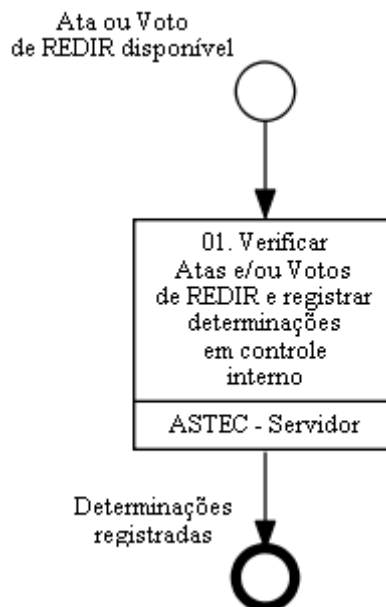 Ata ou Voto
de REDIR disponível
01. Verificar
Atas e/ou Votos
de REDIR e registrar
determinações
em controle
interno
ASTEC - Servidor
Determinações
registradas